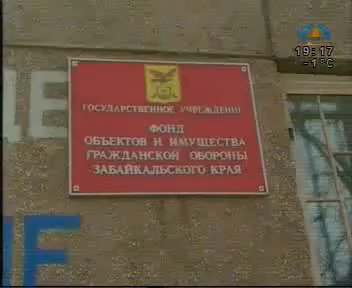 19:17
-1°C
ГОСУДАРСТВЕННОЕ УЧРЕЖДЕНИЕ
ФОНД
ОБЪЕКТОВ И ИМУЩЕСТВА
ГРАЖДАНСКОЙ ОБОРОНЫ
ЗАБАЙКАЛЬСКОГО КРАЯ